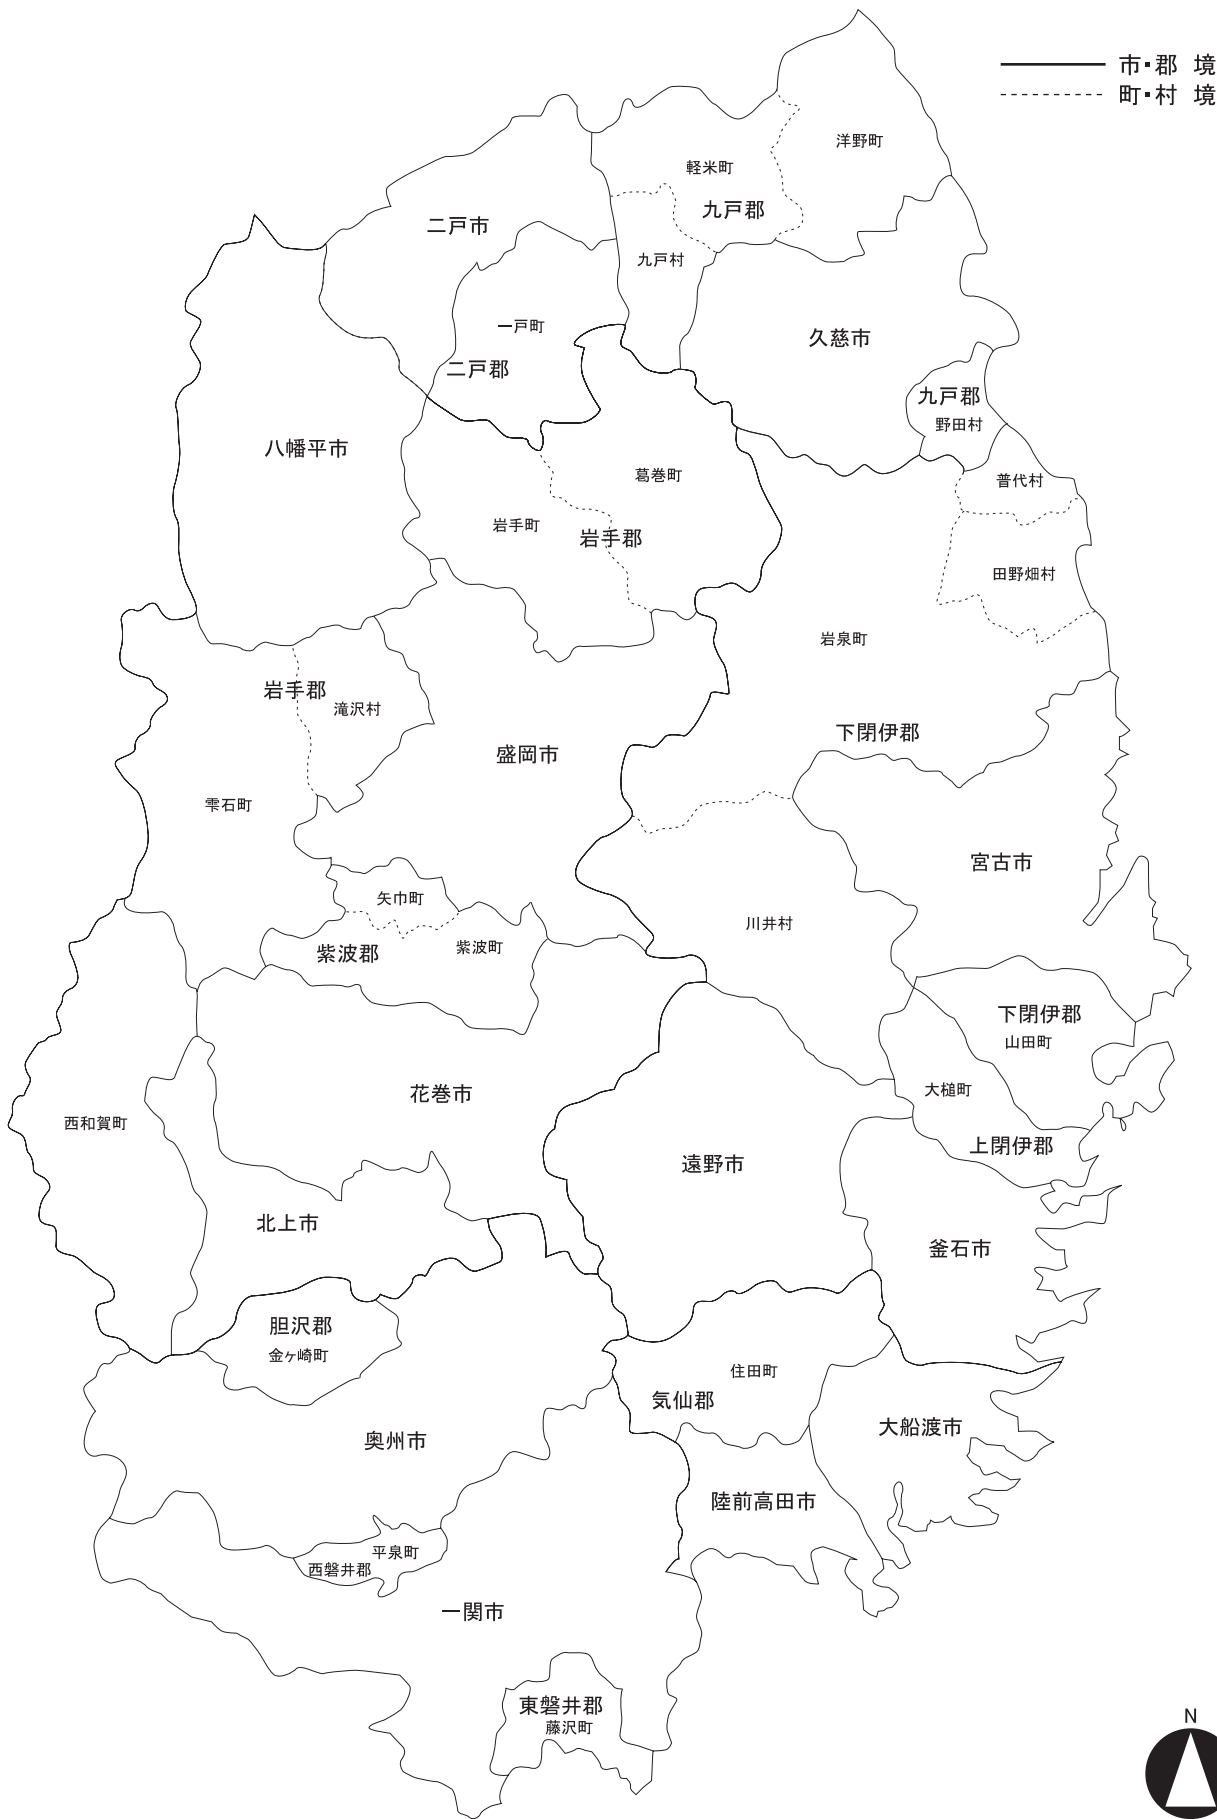 市・郡 境
町・村 境
洋野町
軽米町
九戸郡
二戸市
九戸村
一戸町
久慈市
二戸郡
九戸郡
野田村
八幡平市
葛巻町
普代村
岩手町
岩手郡
田野畑村
岩泉町
岩手郡
滝沢村
下閉伊郡
盛岡市
雫石町
宮古市
矢巾町
川井村
紫波郡
紫波町
下閉伊郡
山田町
花巻市
大槌町
西和賀町
上閉伊郡
遠野市
北上市
釜石市
胆沢郡
金ヶ崎町
住田町
気仙郡
大船渡市
奥州市
陸前高田市
平泉町
西磐井郡
一関市
東磐井郡
藤沢町
N